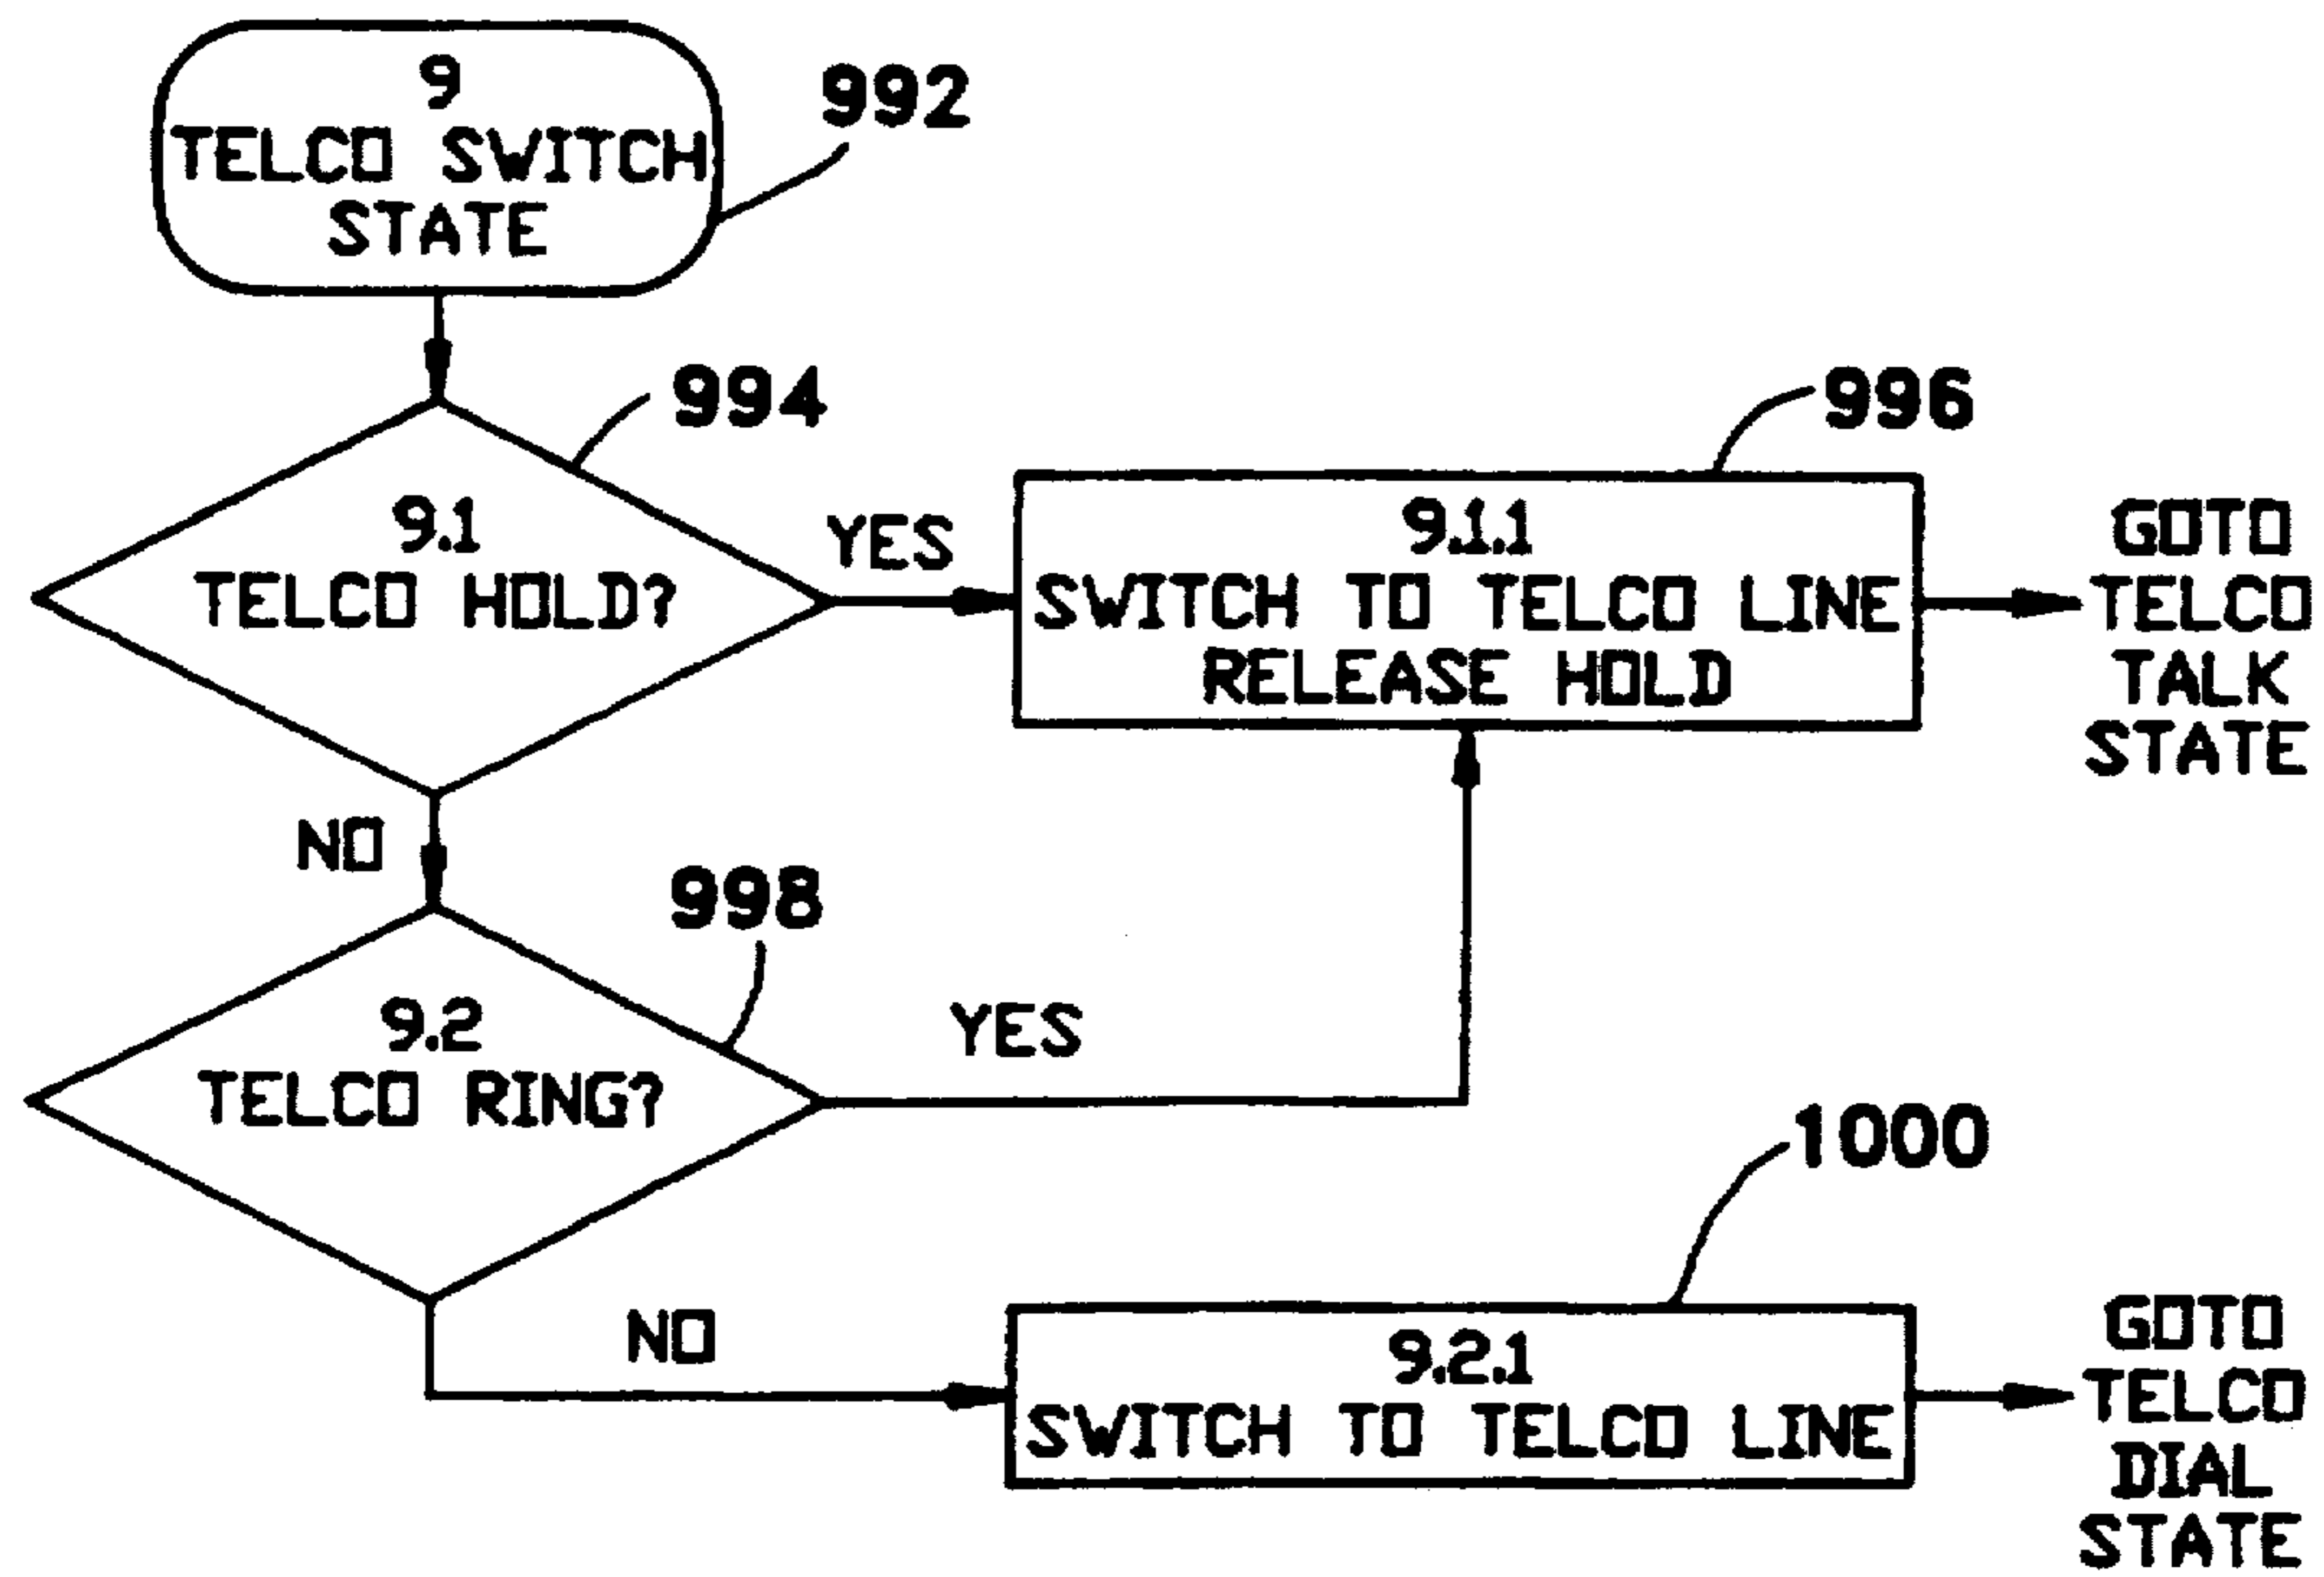 9
TELCO SWITCH
STATE
992
994
9.1
TELCO HOLD?
YES
996
9.1.1
SWITCH TO TELCO LINE
RELEASE HOLD
GOTO
TELCO
TALK
STATE
NO
998
9.2
TELCO RING?
YES
1000
NO
9.2.1
SWITCH TO TELCO LINE
GOTO
TELCO
DIAL
STATE